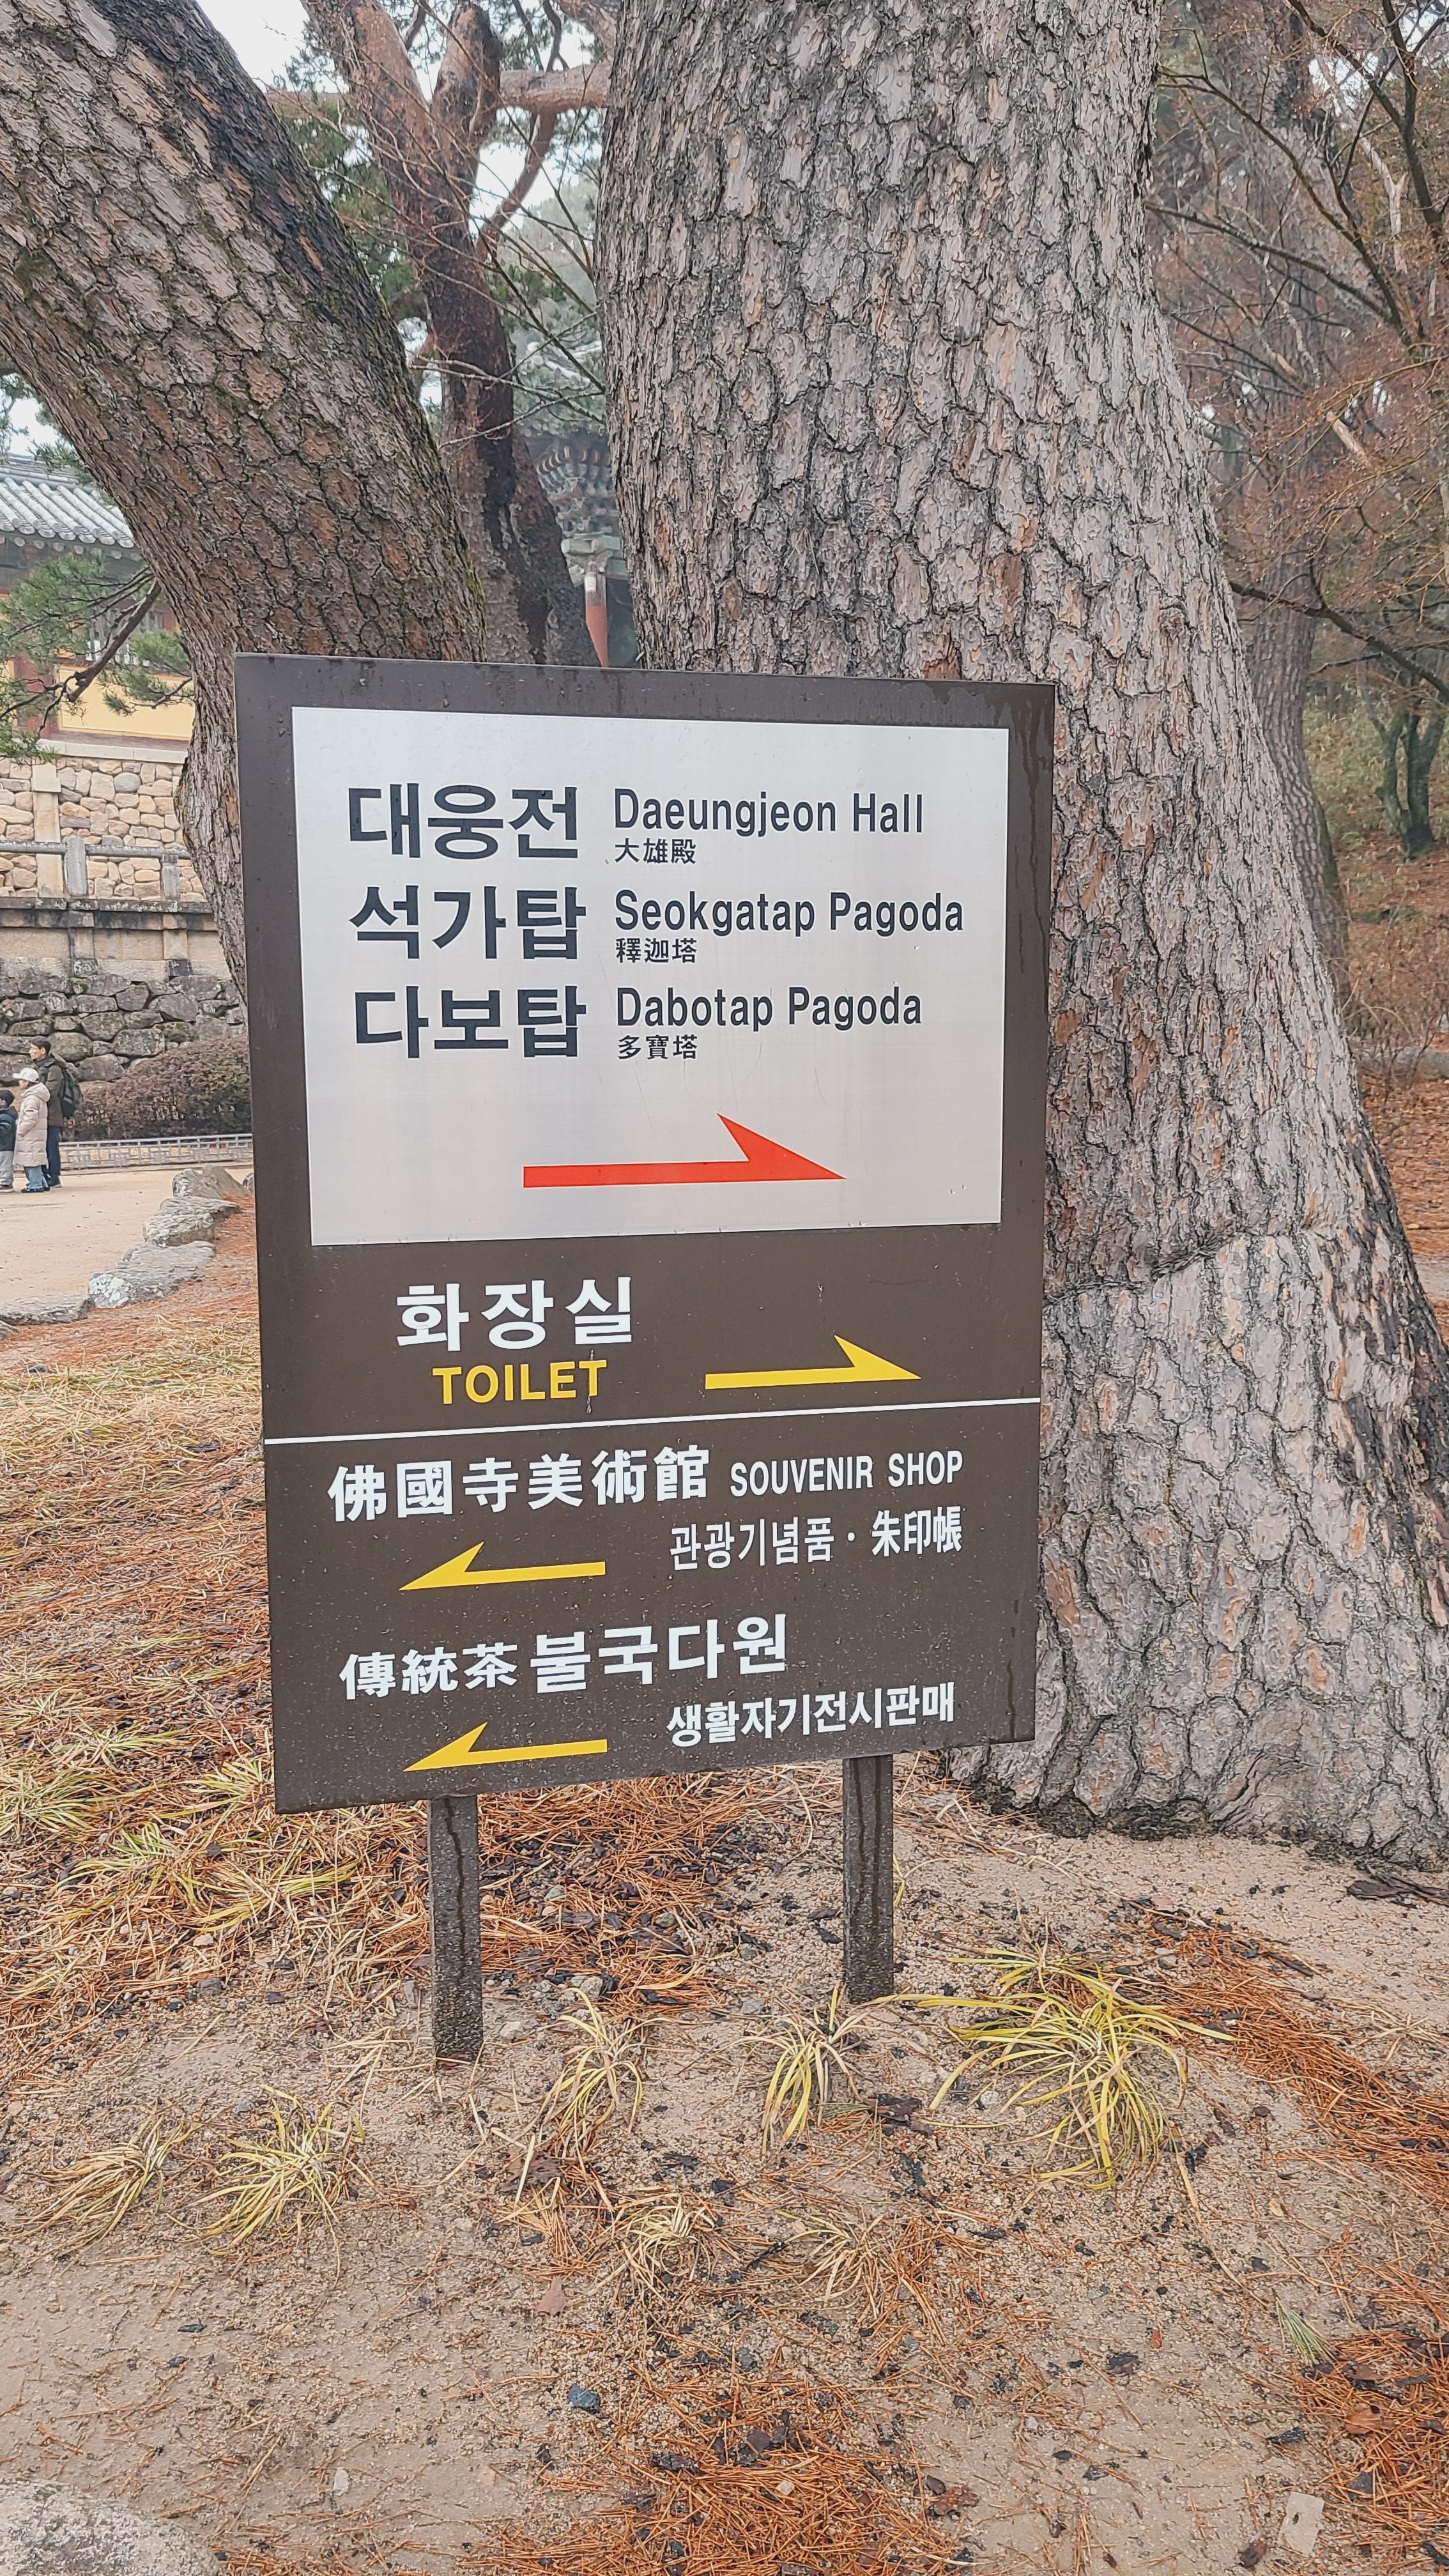 대웅전 Daeungjeon Hall
大雄殿
석가탑 Seokgatap Pagoda
釋迦塔
다보탑 Dabotap Pagoda
多寶塔
화장실
TOILET
佛國寺美術館 SOUVENIR SHOP
관광기념품 · 朱印帳
傳統茶 불국다원
생활자기전시판매